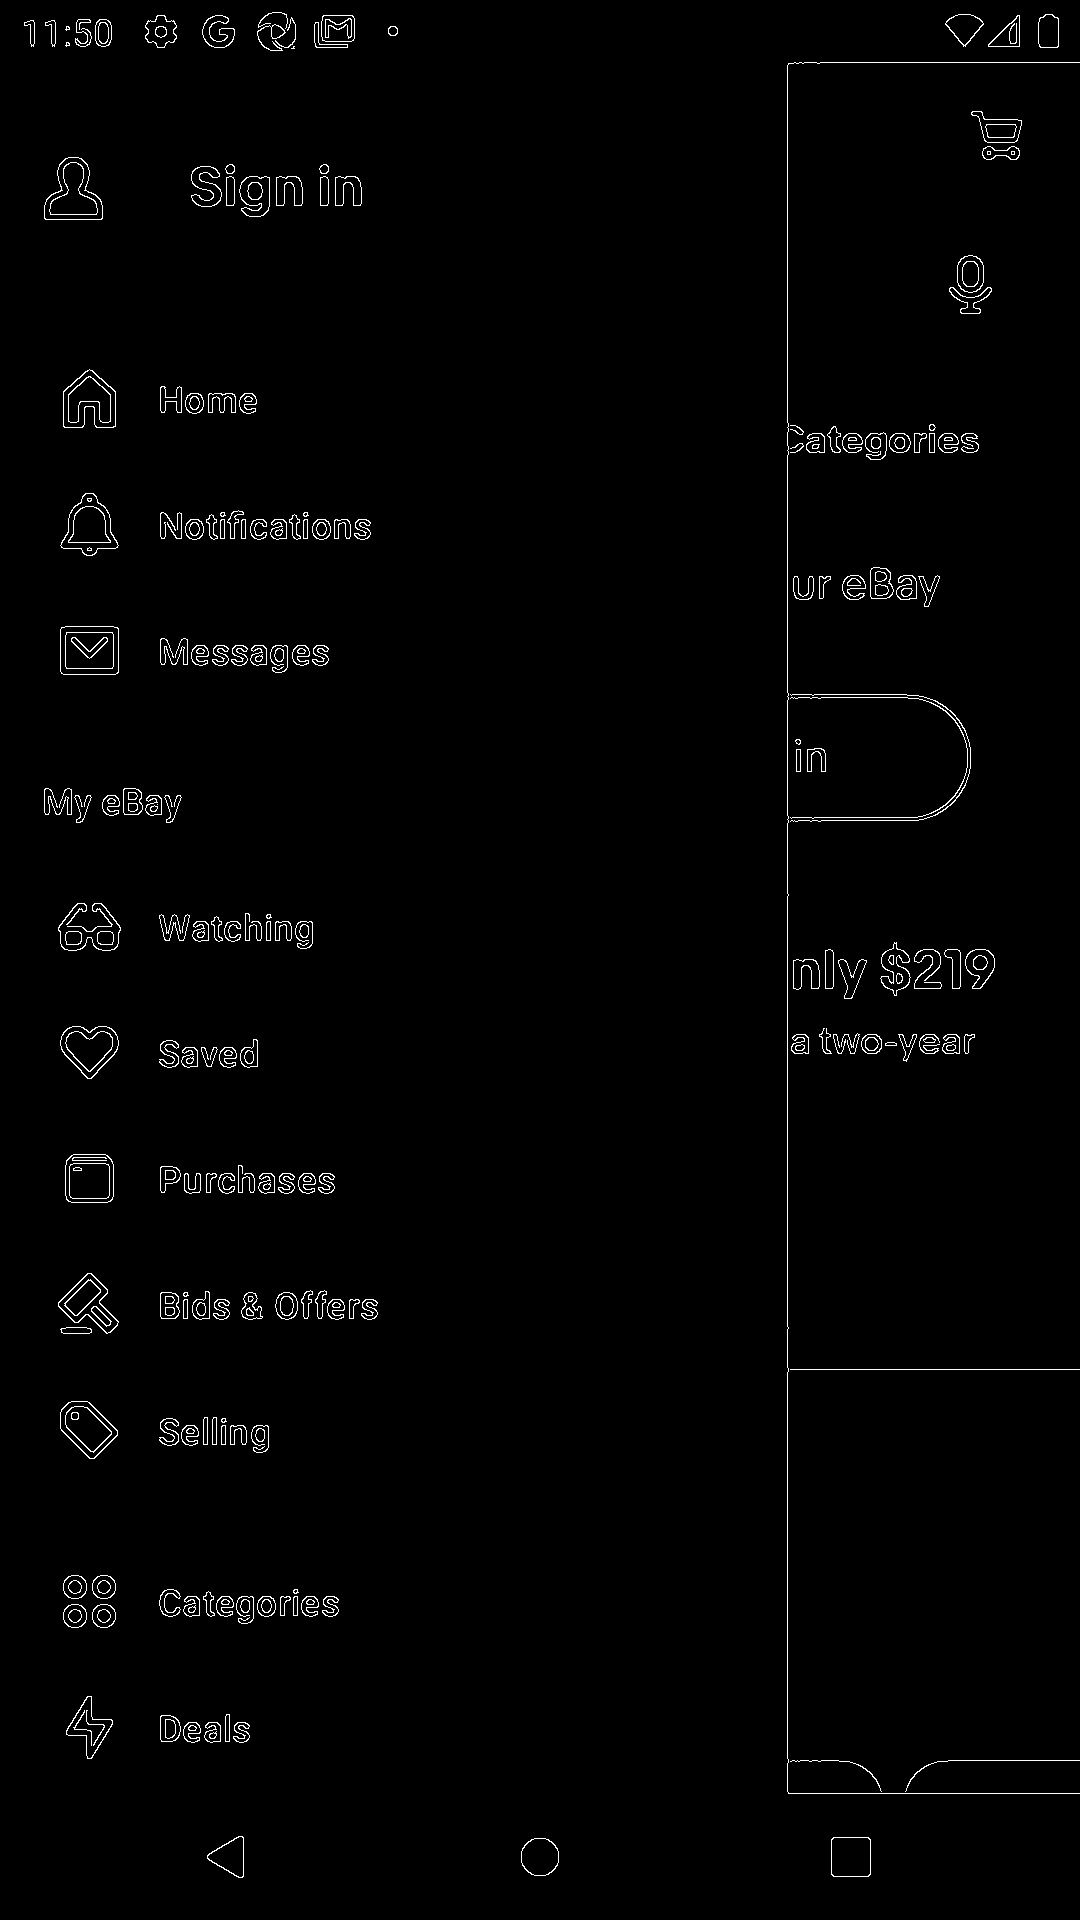 11:50
Sign in
Home
Notifications
Messages
My eBay
Watching
Saved
Purchases
Bids & Offers
Selling
Categories
Deals
Categories
ur eBay
in
nly $219
a two-year